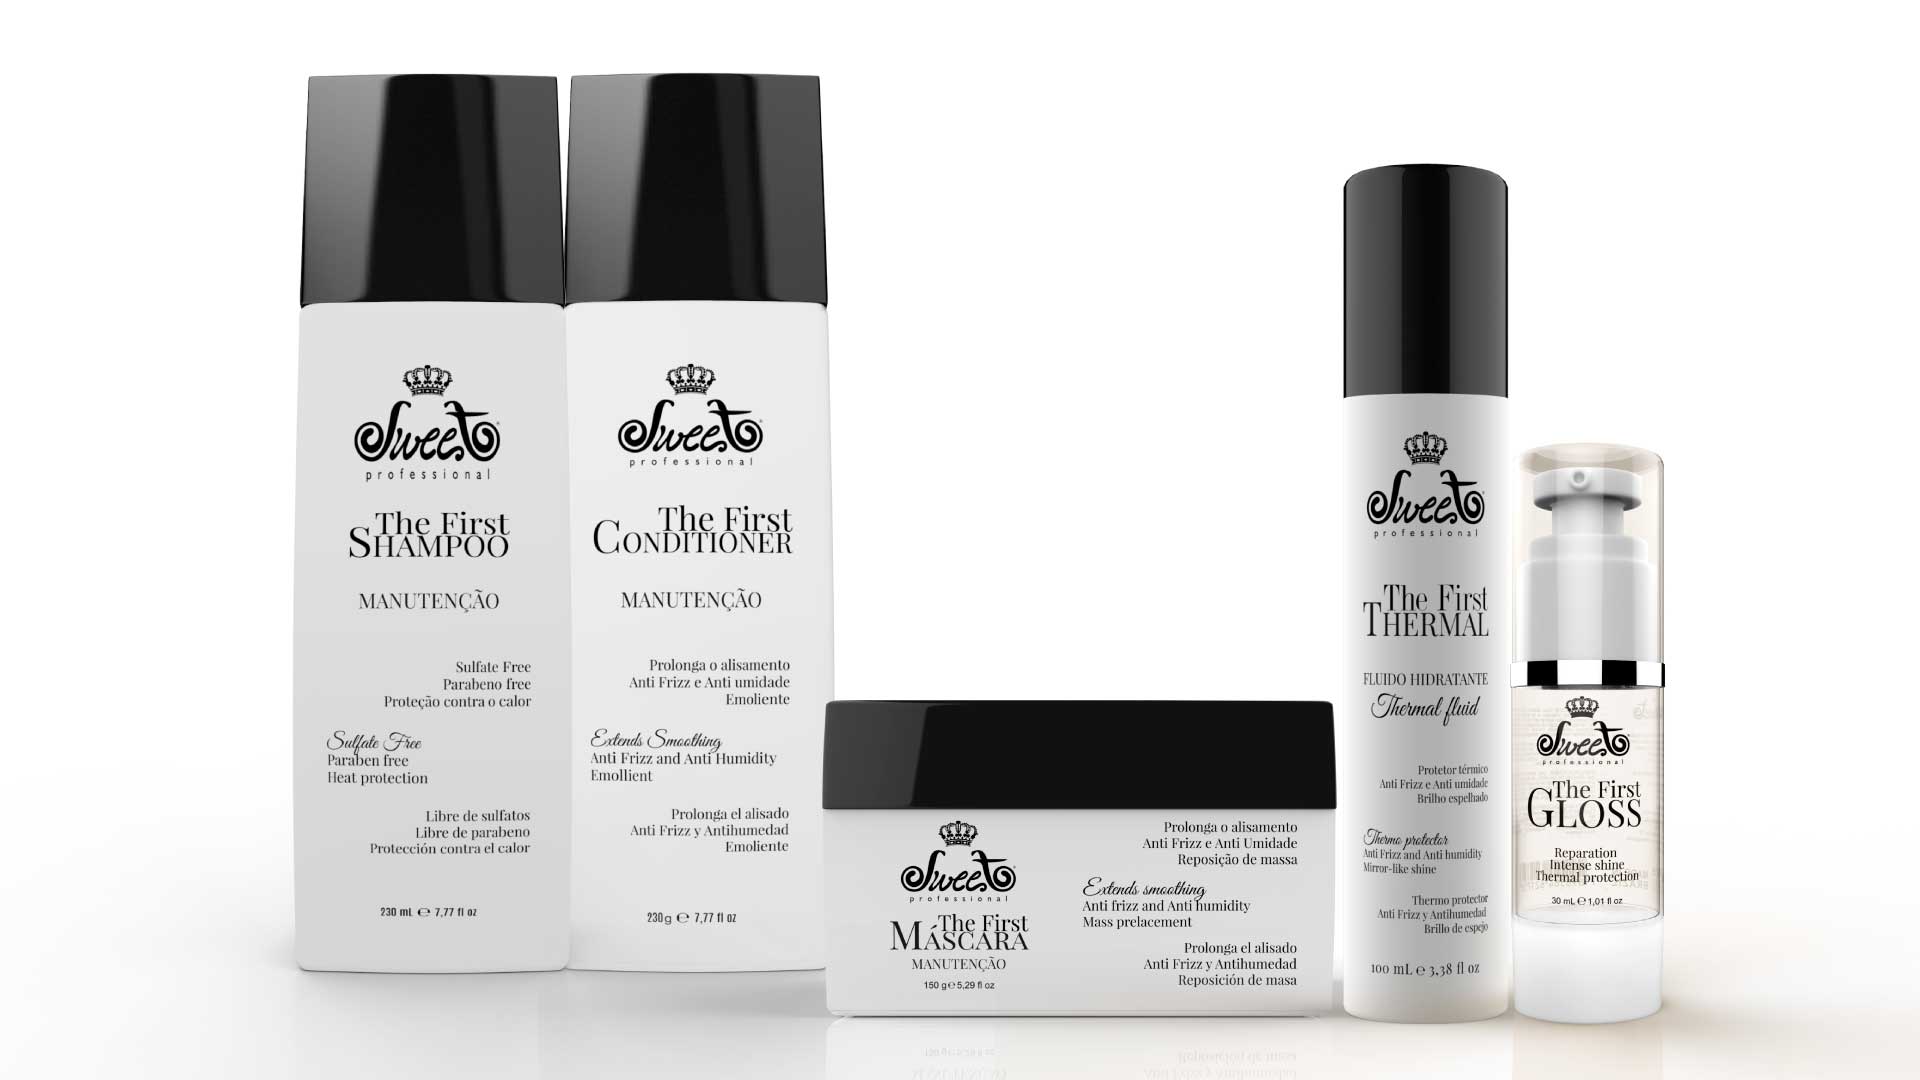 Sweet
professional
The First
SHAMPOO
MANUTENÇÃO
Sulfate Free
Parabeno free
Proteção contra o calor
Sulfate Free
Paraben free
Heat protection
Libre de sulfatos
Libre de parabeno
Protección contra el calor
230 mL ℮ 7,77 fl oz
Sweet
professional
The First
CONDITIONER
MANUTENÇÃO
Prolonga o alisamento
Anti Frizz e Anti umidade
Emoliente
Extends Smoothing
Anti Frizz and Anti Humidity
Emollient
Prolonga el alisado
Anti Frizz y Antihumedad
Emoliente
230g ℮ 7,77 fl oz
Sweet
professional
The First
MÁSCARA
MANUTENÇÃO
150 g ℮ 5,29 fl oz
Prolonga o alisamento
Anti Frizz e Anti Umidade
Reposição de massa
Extends smoothing
Anti frizz and Anti humidity
Mass prelacement
Prolonga el alisado
Anti Frizz y Antihumedad
Reposición de masa
Sweet
professional
The First
THERMAL
FLUIDO HIDRATANTE
Thermal fluid
Protetor térmico
Anti Frizz e Anti umidade
Brilho espelhado
Thermo protector
Anti Frizz and Anti humidity
Mirror-like shine
Thermo protector
Anti Frizz y Antihumedad
Brillo de espejo
100 mL ℮ 3,38 fl oz
Sweet
professional
The First
GLOSS
Reparation
Intense shine
Thermal protection
30 mL ℮ 1,01 fl oz